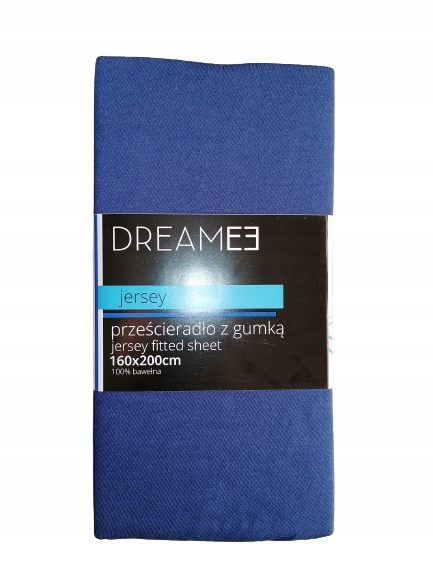 DREAMEE
jersey
prześcieradło z gumką
jersey fitted sheet
160x200cm
100% bawełna